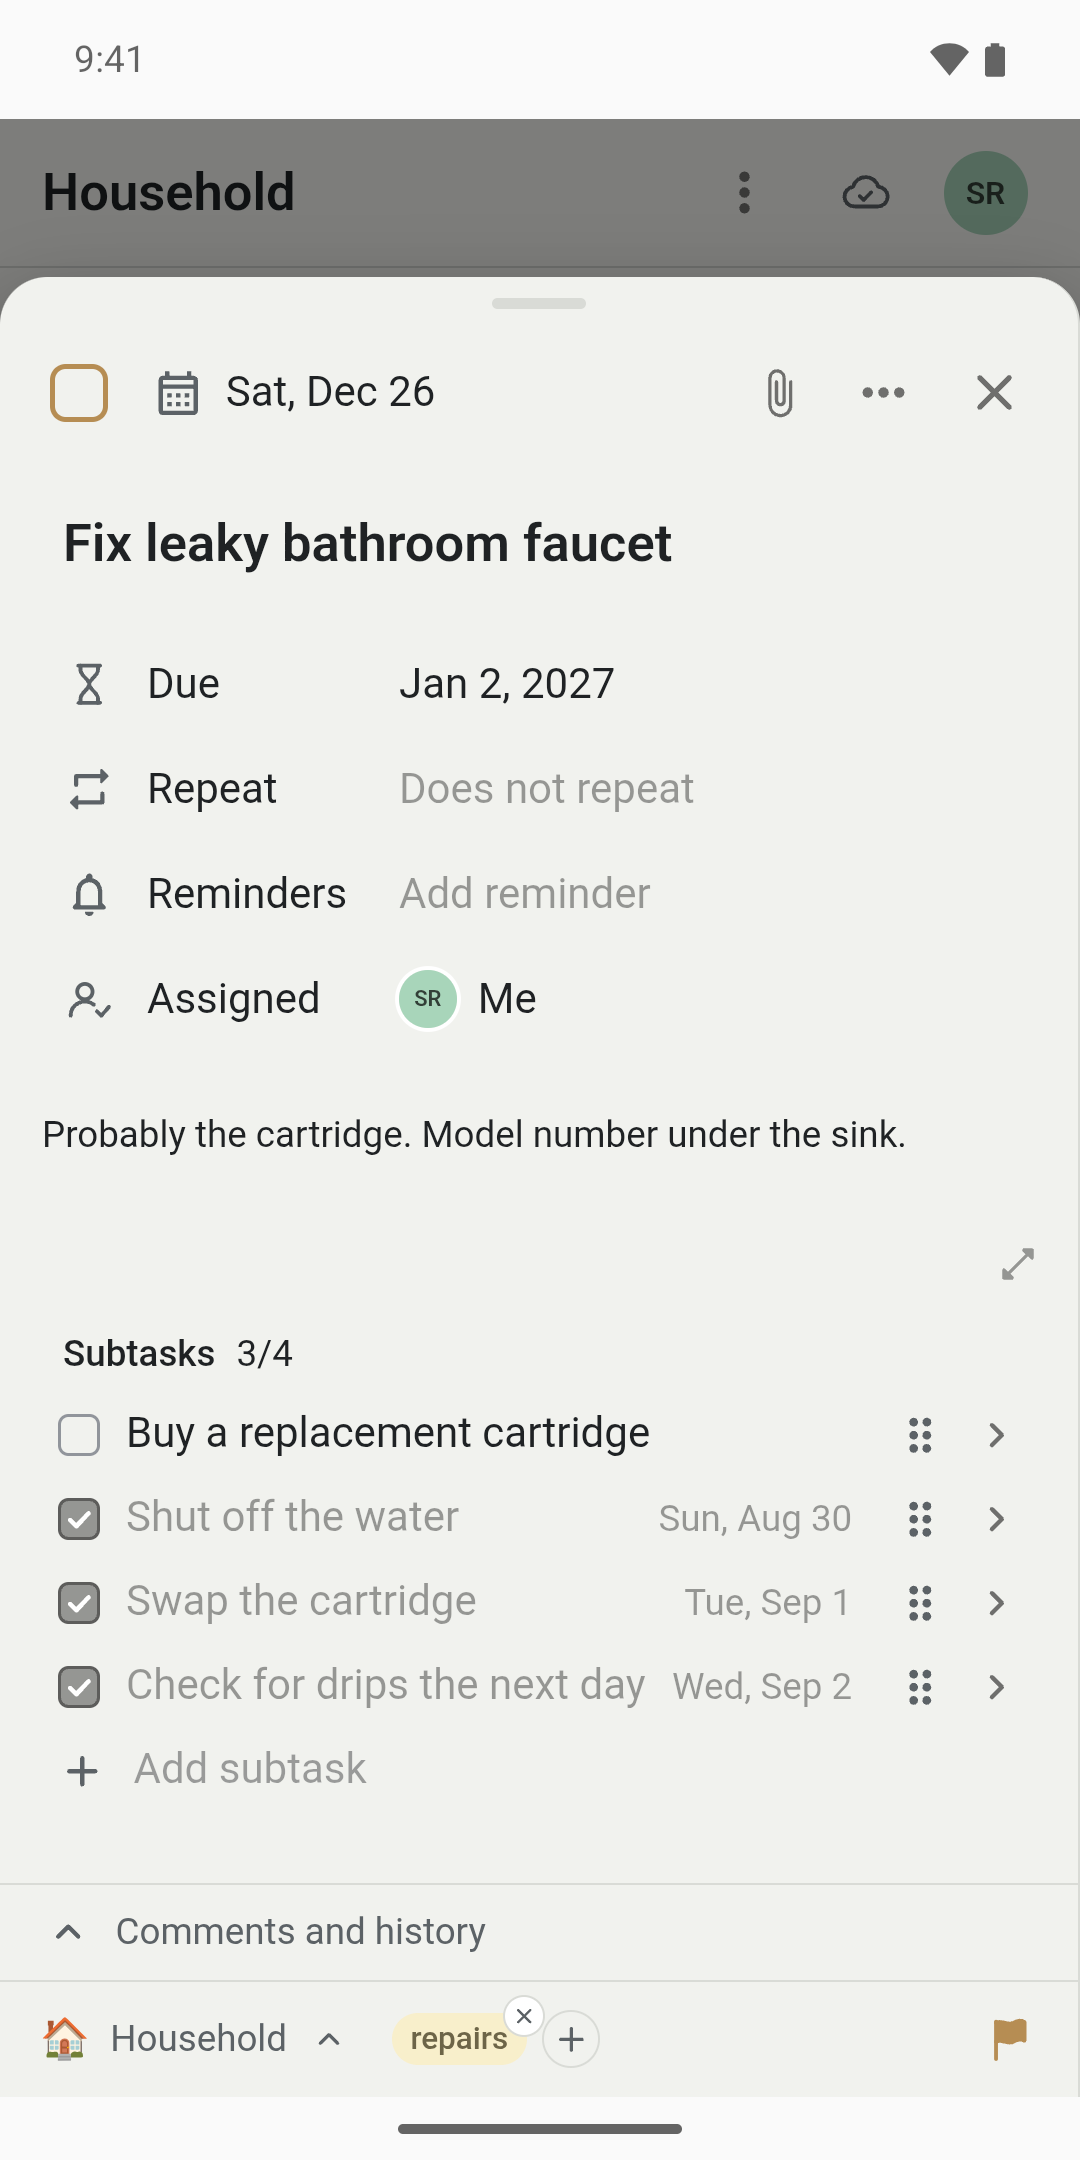 9:41
Household
SR
Sat, Dec 26
Fix leaky bathroom faucet
Due Jan 2, 2027
Repeat Does not repeat
Reminders Add reminder
Assigned SR Me
Probably the cartridge. Model number under the sink.
Subtasks 3/4
Buy a replacement cartridge
Shut off the water Sun, Aug 30
Swap the cartridge Tue, Sep 1
Check for drips the next day Wed, Sep 2
Add subtask
Comments and history
Household repairs